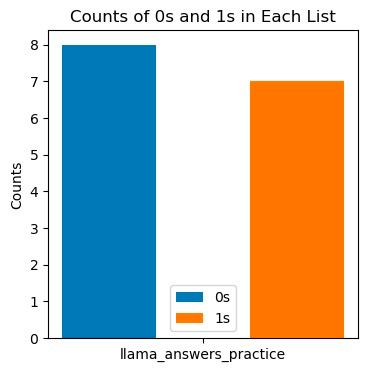 Counts of 0s and 1s in Each List
Counts
8
7
6
5
4
3
2
1
0
0s
1s
llama_answers_practice